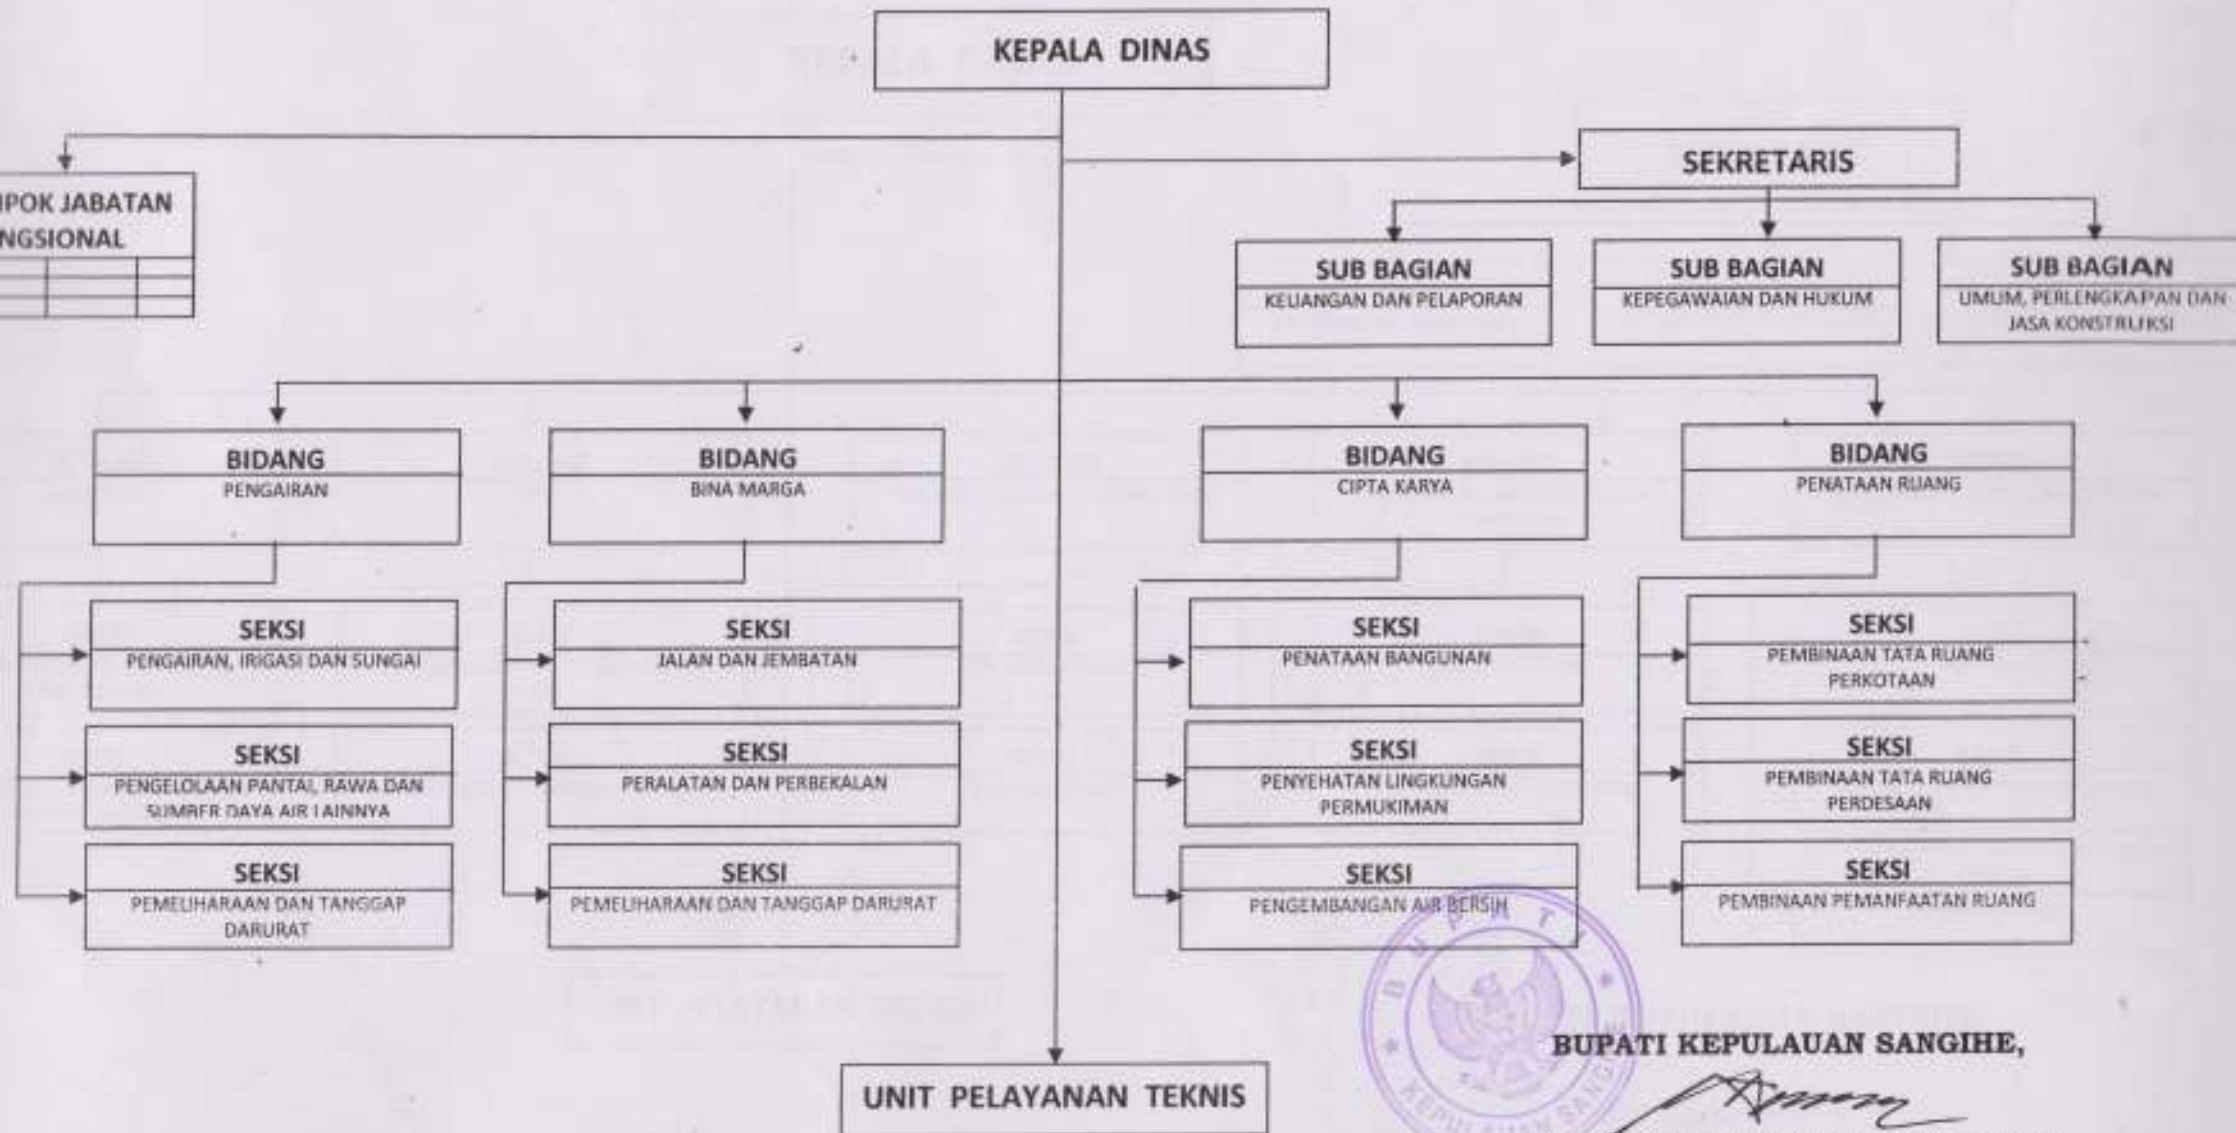 KEPALA DINAS
SEKRETARIS
MPOK JABATAN
NGSIONAL
SUB BAGIAN
KEUANGAN DAN PELAPORAN
SUB BAGIAN
KEPEGAWAIAN DAN HUKUM
SUB BAGIAN
UMUM, PERLENGKAPAN DAN
JASA KONSTRUKSI
BIDANG
PENGAIRAN
BIDANG
BINA MARGA
BIDANG
CIPTA KARYA
BIDANG
PENATAAN RUANG
SEKSI
PENGAIRAN, IRIGASI DAN SUNGAI
SEKSI
JALAN DAN JEMBATAN
SEKSI
PENATAAN BANGUNAN
SEKSI
PEMBINAAN TATA RUANG
PERKOTAAN
SEKSI
PENGELOLAAN PANTAI, RAWA DAN
SUMBER DAYA AIR LAINNYA
SEKSI
PERALATAN DAN PERBEKALAN
SEKSI
PENYEHATAN LINGKUNGAN
PERMUKIMAN
SEKSI
PEMBINAAN TATA RUANG
PERDESAAN
SEKSI
PEMELIHARAAN DAN TANGGAP
DARURAT
SEKSI
PEMELIHARAAN DAN TANGGAP DARURAT
SEKSI
PENGEMBANGAN AIR BERSIH
SEKSI
PEMBINAAN PEMANFAATAN RUANG
BUPATI
KEPULAUAN SANGIHE
BUPATI KEPULAUAN SANGIHE,
UNIT PELAYANAN TEKNIS